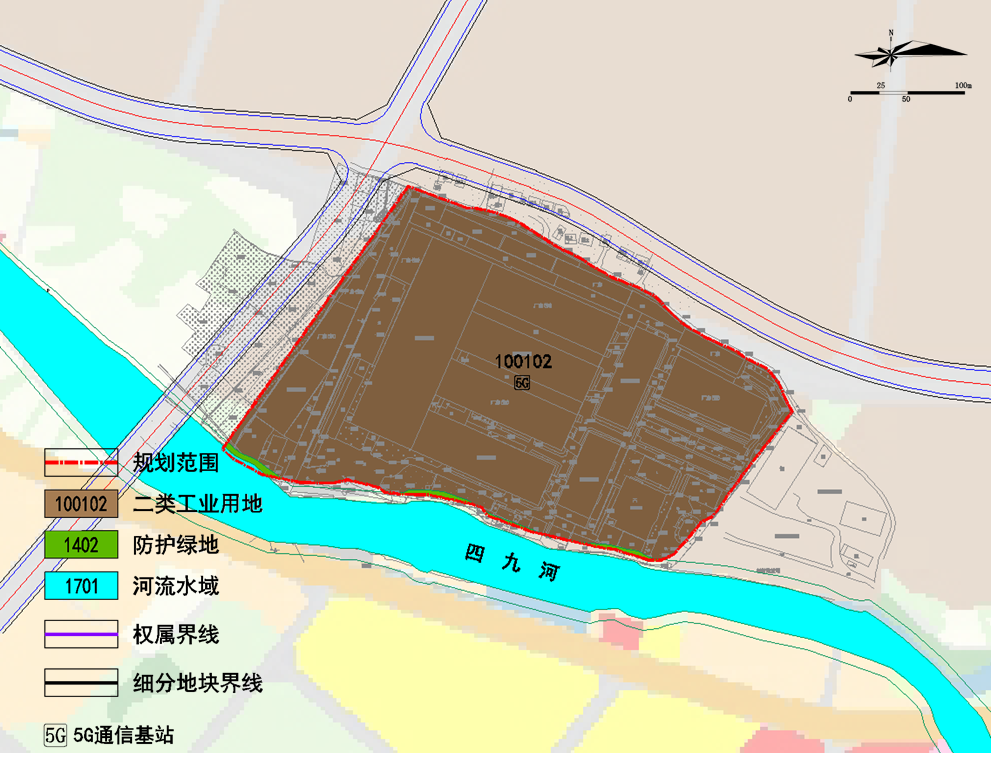 N
25
100m
0
50
100102
5G
四九河
规划范围
100102 二类工业用地
1402 防护绿地
1701 河流水域
权属界线
细分地块界线
5G 5G通信基站